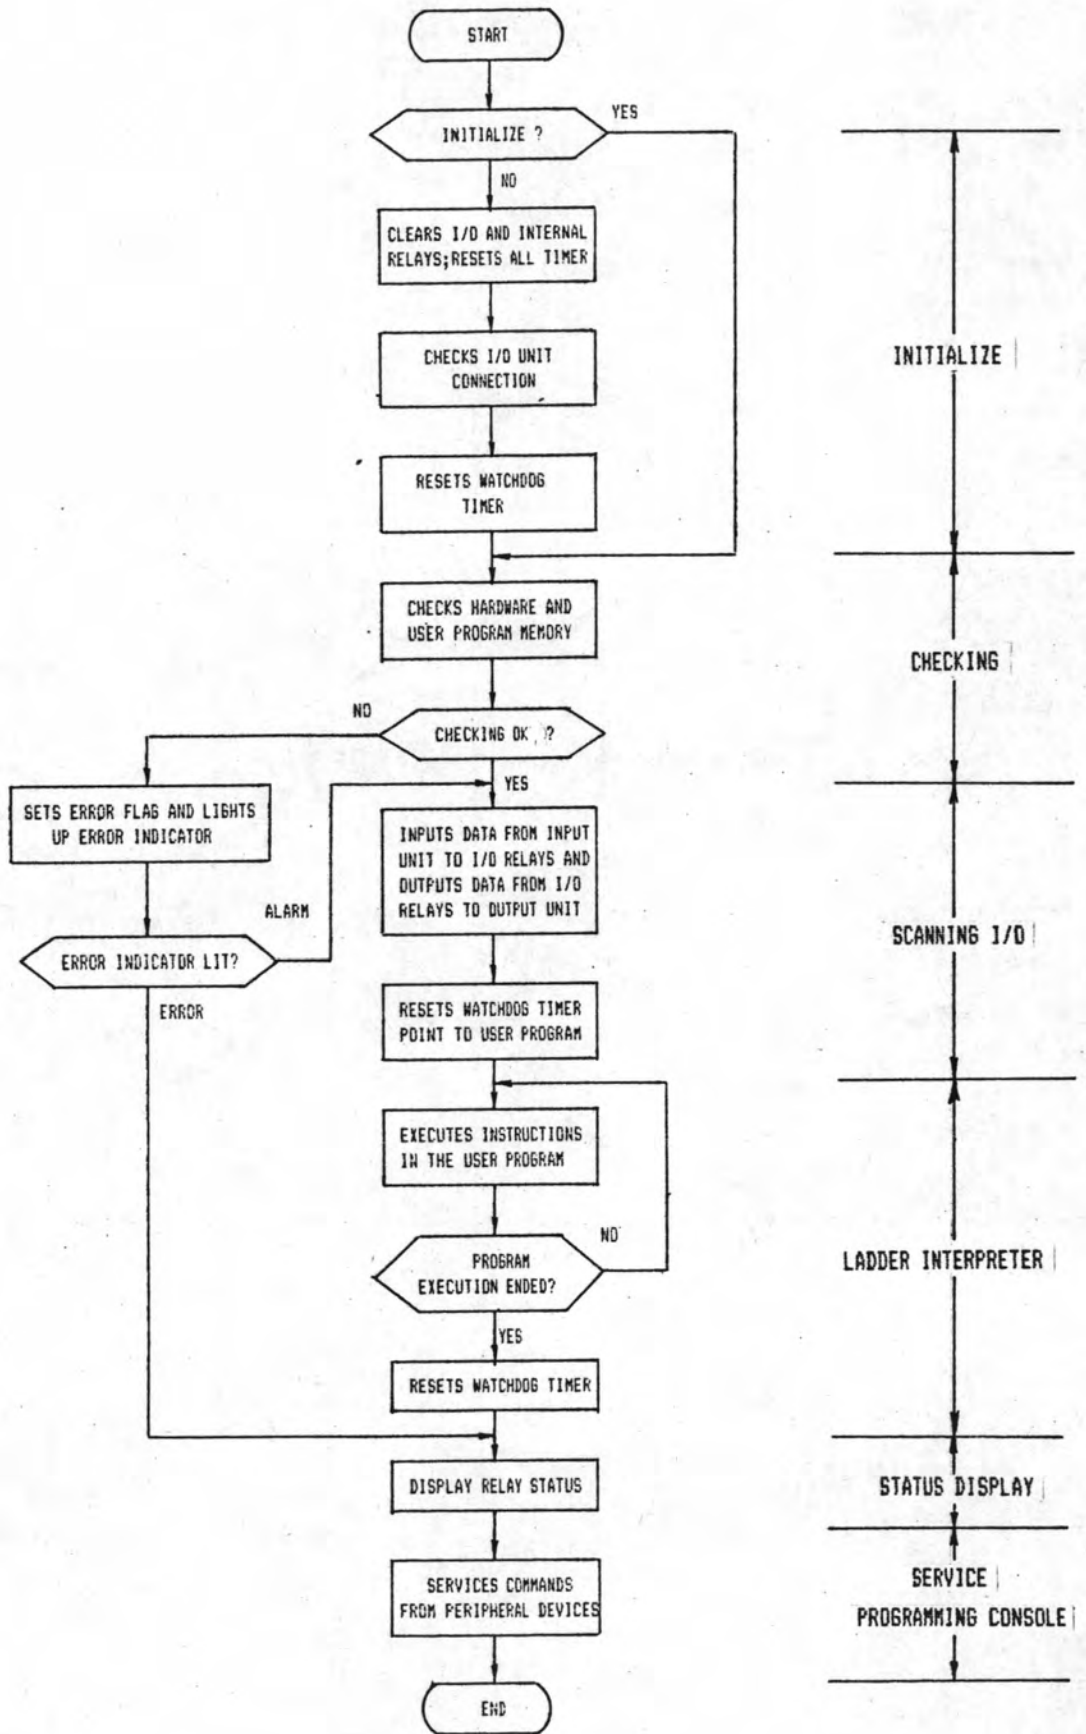 START
INITIALIZE ?
YES
NO
CLEARS I/O AND INTERNAL
RELAYS;RESETS ALL TIMER
CHECKS I/O UNIT
CONNECTION
INITIALIZE
RESETS WATCHDOG
TIMER
CHECKS HARDWARE AND
USER PROGRAM MEMORY
CHECKING
NO
CHECKING OK ?
YES
SETS ERROR FLAG AND LIGHTS
UP ERROR INDICATOR
INPUTS DATA FROM INPUT
UNIT TO I/O RELAYS AND
OUTPUTS DATA FROM I/O
RELAYS TO OUTPUT UNIT
ALARM
SCANNING I/O
ERROR INDICATOR LIT?
ERROR
RESETS WATCHDOG TIMER
POINT TO USER PROGRAM
EXECUTES INSTRUCTIONS
IN THE USER PROGRAM
NO
PROGRAM
EXECUTION ENDED?
LADDER INTERPRETER
YES
RESETS WATCHDOG TIMER
DISPLAY RELAY STATUS
STATUS DISPLAY
SERVICES COMMANDS
FROM PERIPHERAL DEVICES
SERVICE
PROGRAMMING CONSOLE
END